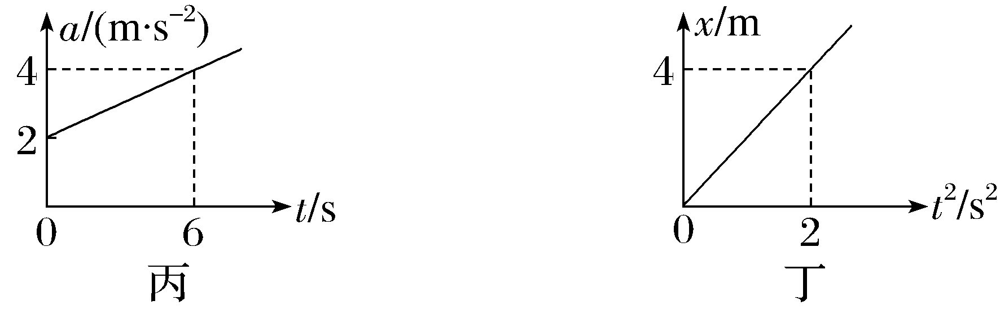 a/(m·s⁻²)
4
2
0
6
t/s
丙
x/m
4
0
2
t²/s²
丁